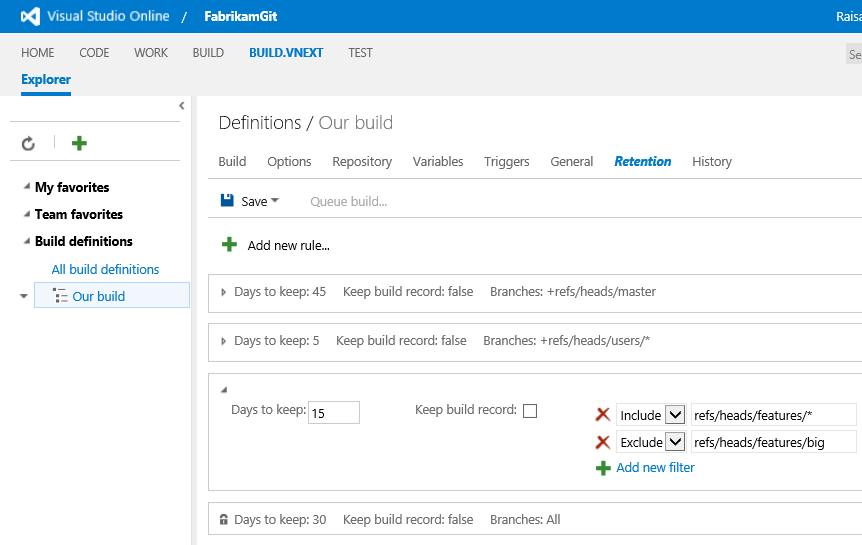 Visual Studio Online / FabrikamGit Raisa
HOME CODE WORK BUILD BUILD.VNEXT TEST Se
Explorer
Definitions / Our build
Build Options Repository Variables Triggers General Retention History
Save Queue build...
Add new rule...
My favorites
Team favorites
Build definitions
All build definitions
Our build
Days to keep: 45 Keep build record: false Branches: +refs/heads/master
Days to keep: 5 Keep build record: false Branches: +refs/heads/users/*
Days to keep: 15 Keep build record: Include refs/heads/features/*
Exclude refs/heads/features/big
Add new filter
Days to keep: 30 Keep build record: false Branches: All